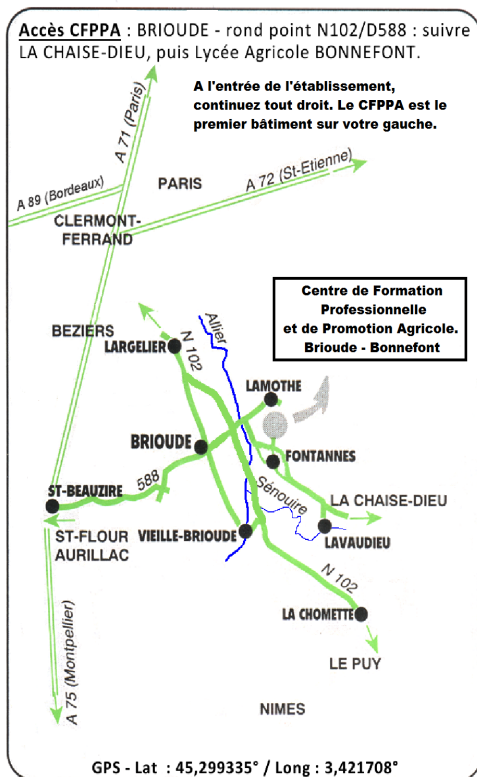 Accès CFPPA : BRIOUDE - rond point N102/D588 : suivre
LA CHAISE-DIEU, puis Lycée Agricole BONNEFONT.
A l'entrée de l'établissement,
continuez tout droit. Le CFPPA est le
premier bâtiment sur votre gauche.
A 71 (Paris)
A 89 (Bordeaux)
PARIS
A 72 (St-Etienne)
CLERMONT-
FERRAND
Centre de Formation
Professionnelle
et de Promotion Agricole.
Brioude - Bonnefont
BEZIERS
LARGELIER
N 102
Allier
LAMOTHE
BRIOUDE
FONTANNES
588
ST-BEAUZIRE
Sénouire
LA CHAISE-DIEU
ST-FLOUR
AURILLAC
VIEILLE-BRIOUDE
LAVAUDIEU
N 102
LA CHOMETTE
A 75 (Montpellier)
LE PUY
NIMES
GPS - Lat : 45,299335° / Long : 3,421708°